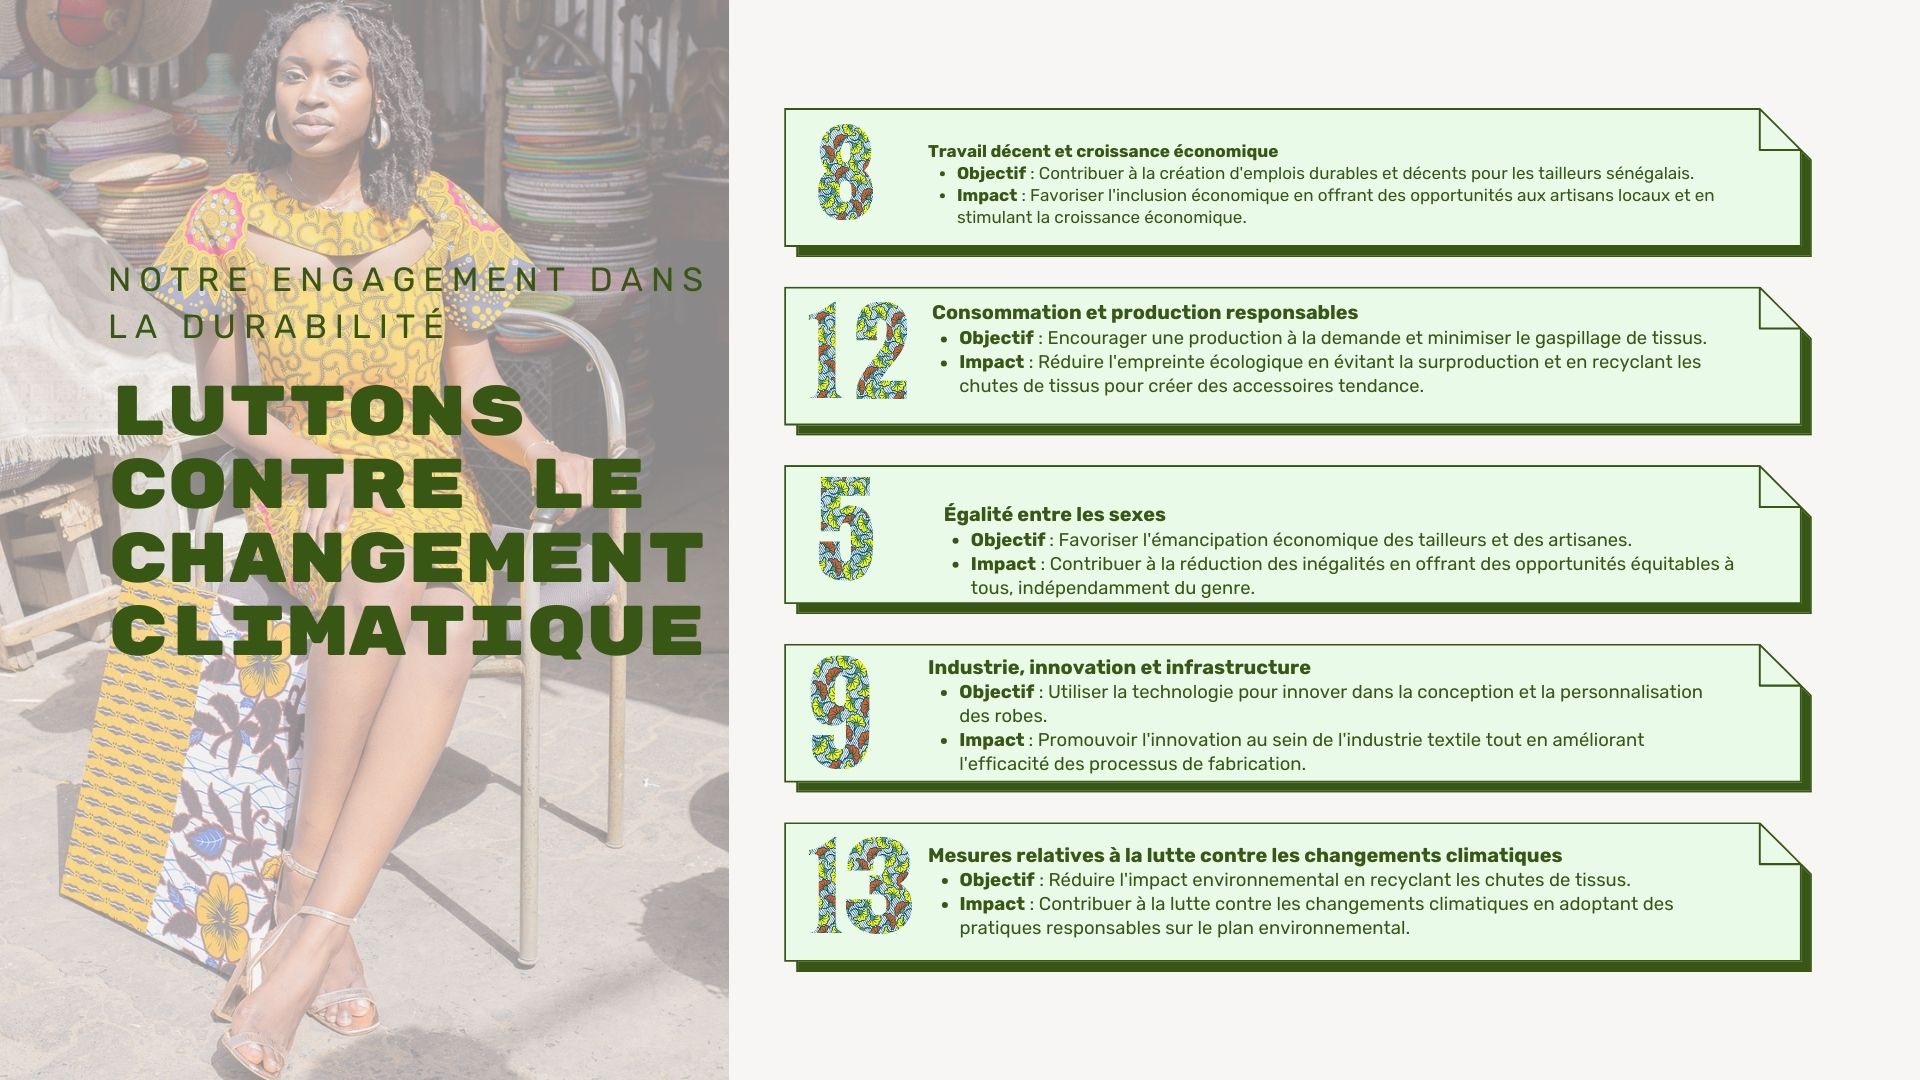 NOTRE ENGAGEMENT DANS
LA DURABILITÉ
LUTTONS
CONTRE LE
CHANGEMENT
CLIMATIQUE
8
Travail décent et croissance économique
• Objectif : Contribuer à la création d'emplois durables et décents pour les tailleurs sénégalais.
• Impact : Favoriser l'inclusion économique en offrant des opportunités aux artisans locaux et en
stimulant la croissance économique.
12
Consommation et production responsables
• Objectif : Encourager une production à la demande et minimiser le gaspillage de tissus.
• Impact : Réduire l'empreinte écologique en évitant la surproduction et en recyclant les
chutes de tissus pour créer des accessoires tendance.
5
Égalité entre les sexes
• Objectif : Favoriser l'émancipation économique des tailleurs et des artisanes.
• Impact : Contribuer à la réduction des inégalités en offrant des opportunités équitables à
tous, indépendamment du genre.
9
Industrie, innovation et infrastructure
• Objectif : Utiliser la technologie pour innover dans la conception et la personnalisation
des robes.
• Impact : Promouvoir l'innovation au sein de l'industrie textile tout en améliorant
l'efficacité des processus de fabrication.
13
Mesures relatives à la lutte contre les changements climatiques
• Objectif : Réduire l'impact environnemental en recyclant les chutes de tissus.
• Impact : Contribuer à la lutte contre les changements climatiques en adoptant des
pratiques responsables sur le plan environnemental.